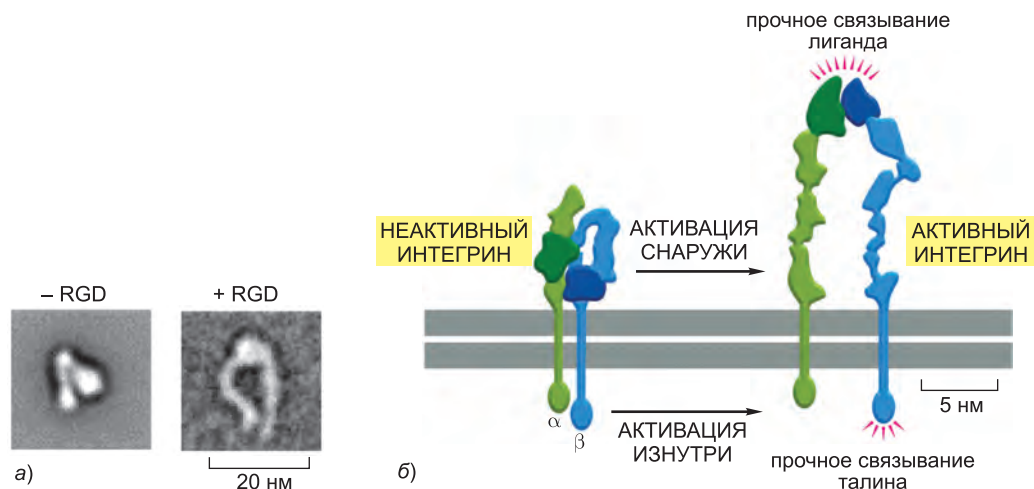 – RGD
+ RGD
20 нм
а)
прочное связывание
лиганда
НЕАКТИВНЫЙ
ИНТЕГРИН
АКТИВАЦИЯ
СНАРУЖИ
АКТИВНЫЙ
ИНТЕГРИН
α
β
АКТИВАЦИЯ
ИЗНУТРИ
5 нм
прочное связывание
талина
б)